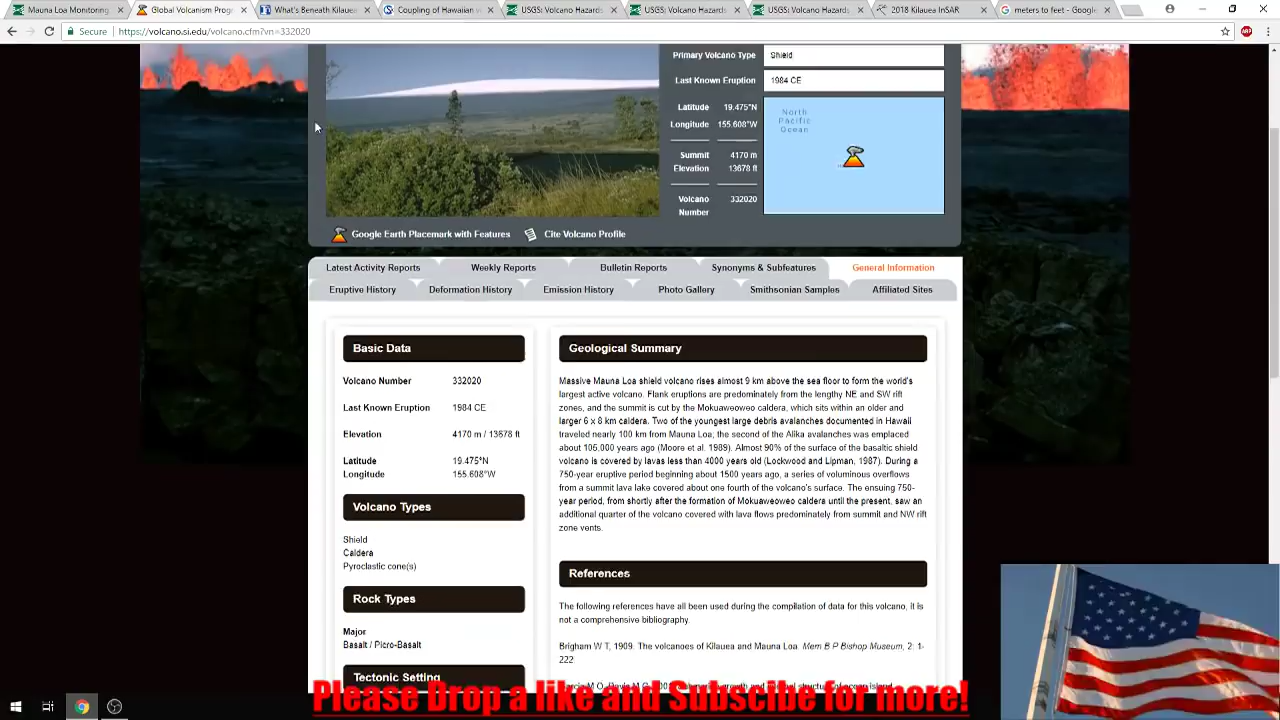 Mauna Loa Monitoring
Global Volcanism Prog
What's Beneath Kilauea
Coupling of Hawaiian v
USGS: Volcano Hazards
USGS: Volcano Hazards
USGS: Volcano Hazards
2018 Kilauea InSAR
meters to feet - Google
Secure
https://volcano.si.edu/volcano.cfm?vn=332020
ABP
Primary Volcano Type
Shield
Last Known Eruption
1984 CE
Latitude 19.475°N
Longitude 155.608°W
Summit 4170 m
Elevation 13678 ft
Volcano 332020
Number
North
Pacific
Ocean
Google Earth Placemark with Features
Cite Volcano Profile
Latest Activity Reports
Weekly Reports
Bulletin Reports
Synonyms & Subfeatures
General Information
Eruptive History
Deformation History
Emission History
Photo Gallery
Smithsonian Samples
Affiliated Sites
Basic Data
Volcano Number 332020
Last Known Eruption 1984 CE
Elevation 4170 m / 13678 ft
Latitude 19.475°N
Longitude 155.608°W
Volcano Types
Shield
Caldera
Pyroclastic cone(s)
Rock Types
Major
Basalt / Picro-Basalt
Tectonic Setting
Geological Summary
Massive Mauna Loa shield volcano rises almost 9 km above the sea floor to form the world's
largest active volcano. Flank eruptions are predominately from the lengthy NE and SW rift
zones, and the summit is cut by the Mokuaweoweo caldera, which sits within an older and
larger 6 x 8 km caldera. Two of the youngest large debris avalanches documented in Hawaii
traveled nearly 100 km from Mauna Loa; the second of the Alika avalanches was emplaced
about 105,000 years ago (Moore et al. 1989). Almost 90% of the surface of the basaltic shield
volcano is covered by lavas less than 4000 years old (Lockwood and Lipman, 1987). During a
750-year eruptive period beginning about 1500 years ago, a series of voluminous overflows
from a summit lava lake covered about one fourth of the volcano's surface. The ensuing 750-
year period, from shortly after the formation of Mokuaweoweo caldera until the present, saw an
additional quarter of the volcano covered with lava flows predominately from summit and NW rift
zone vents.
References
The following references have all been used during the compilation of data for this volcano, it is
not a comprehensive bibliography.
Brigham W T, 1909. The volcanoes of Kilauea and Mauna Loa. Mem B P Bishop Museum, 2: 1-
222.
Please Drop a like and Subscribe for more!